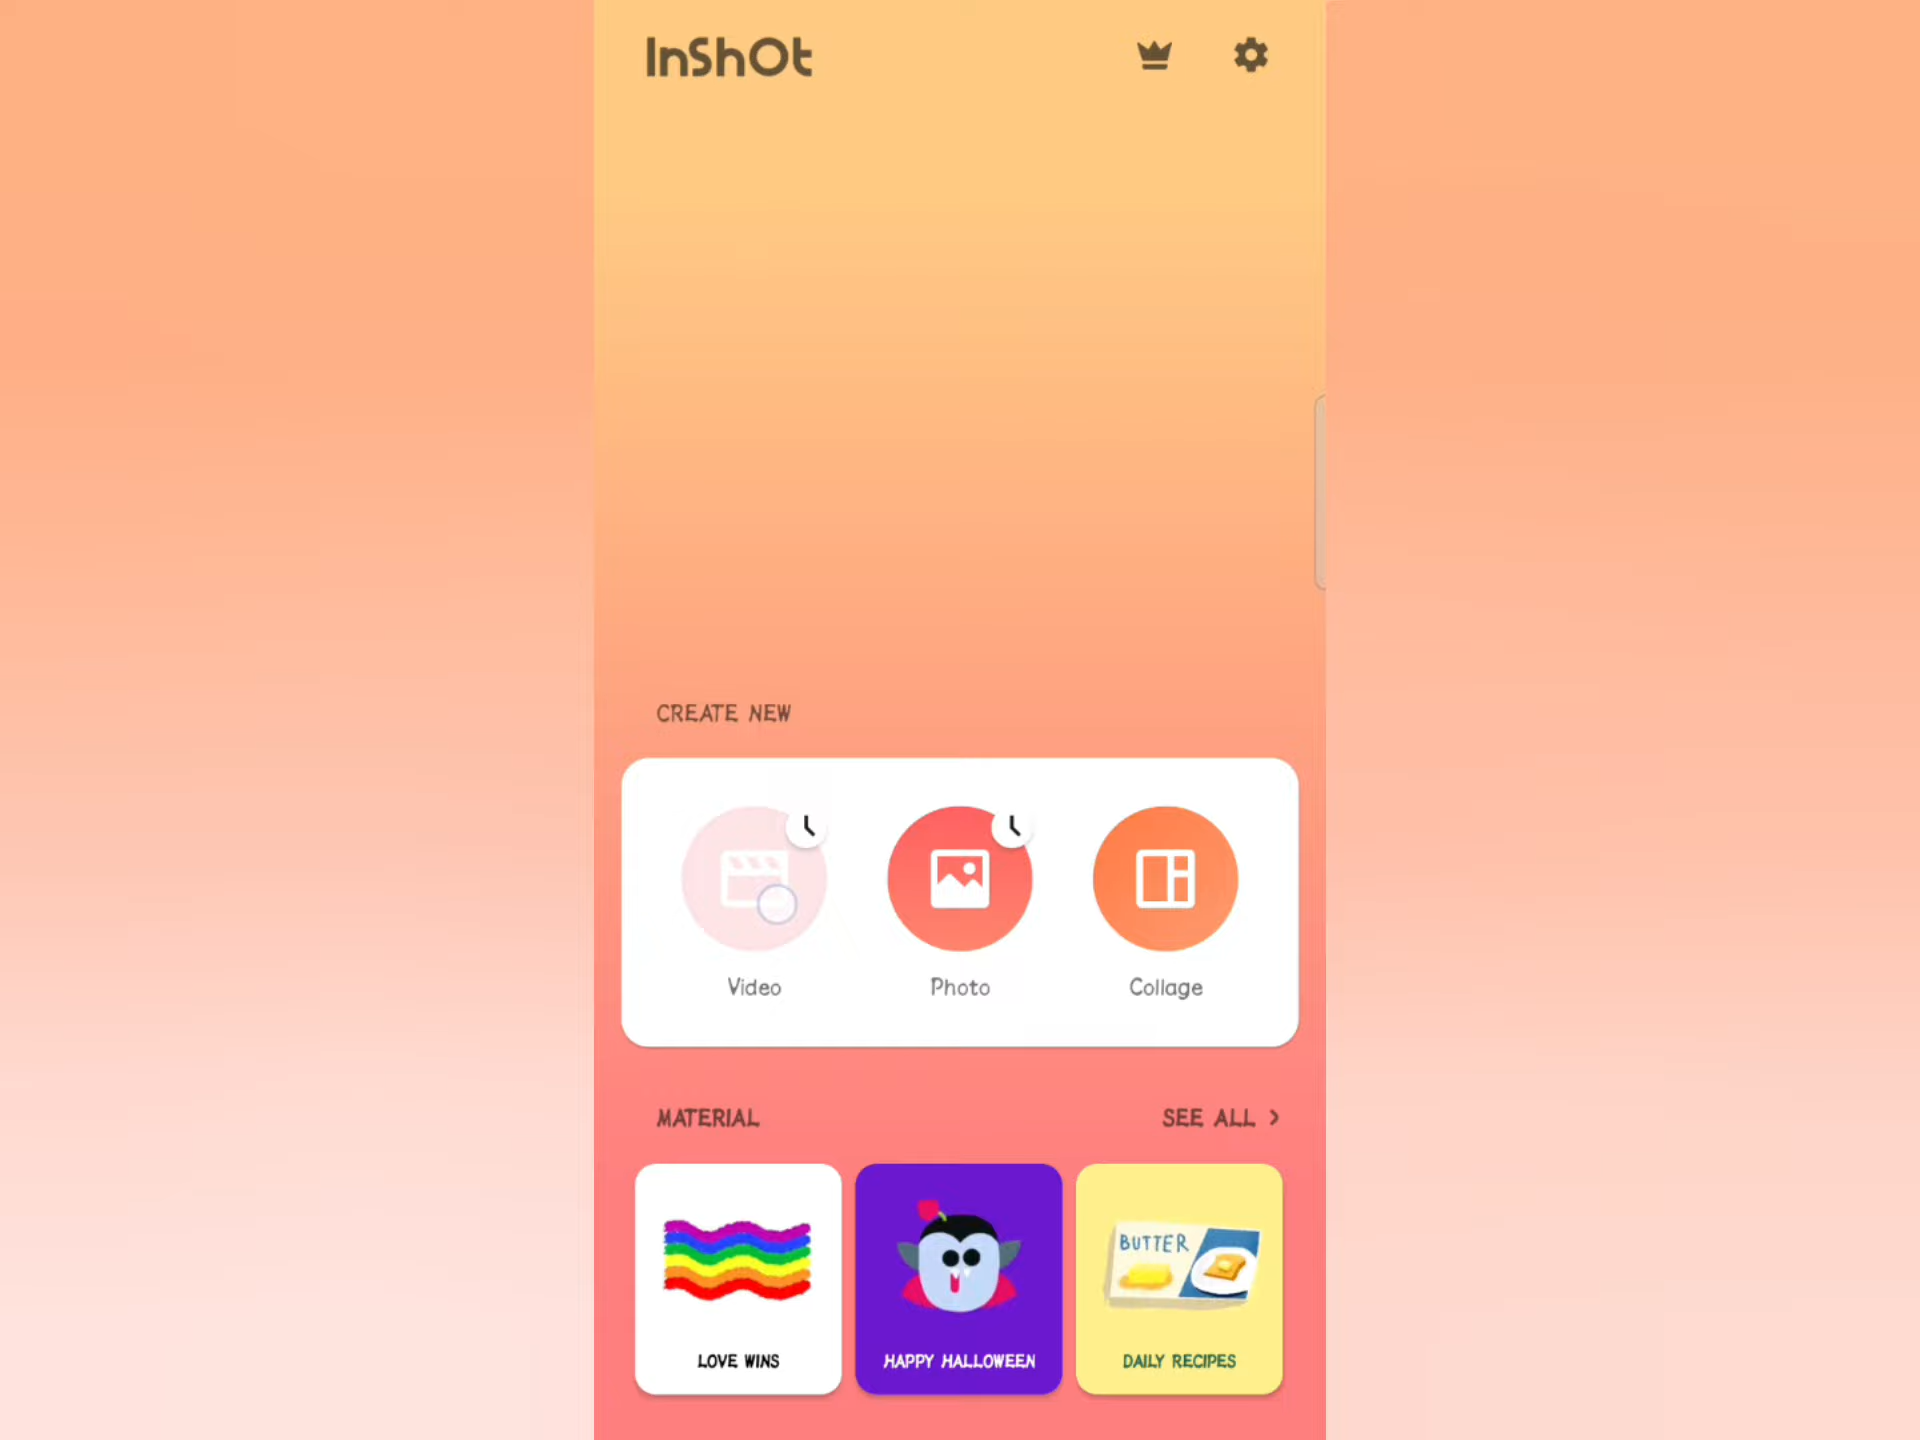 InShOt
CREATE NEW
Video
Photo
Collage
MATERIAL
SEE ALL >
BUTTER
LOVE WINS
HAPPY HALLOWEEN
DAILY RECIPES